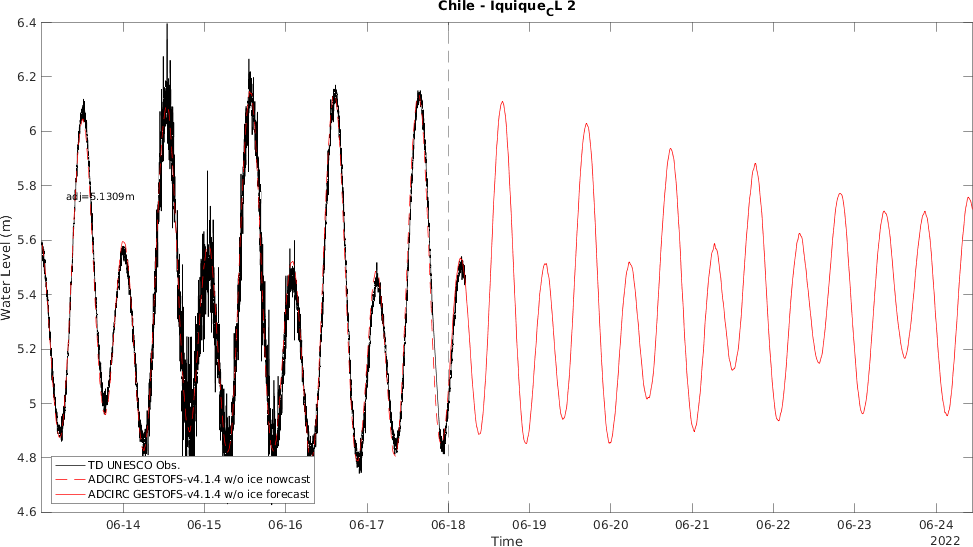 Chile - IquiqueCL 2
6.4
6.2
6
5.8
5.6
5.4
5.2
5
4.8
4.6
Water Level (m)
adj=5.1309m
TD UNESCO Obs.
ADCIRC GESTOFS-v4.1.4 w/o ice nowcast
ADCIRC GESTOFS-v4.1.4 w/o ice forecast
06-14 06-15 06-16 06-17 06-18 06-19 06-20 06-21 06-22 06-23 06-24
Time
2022